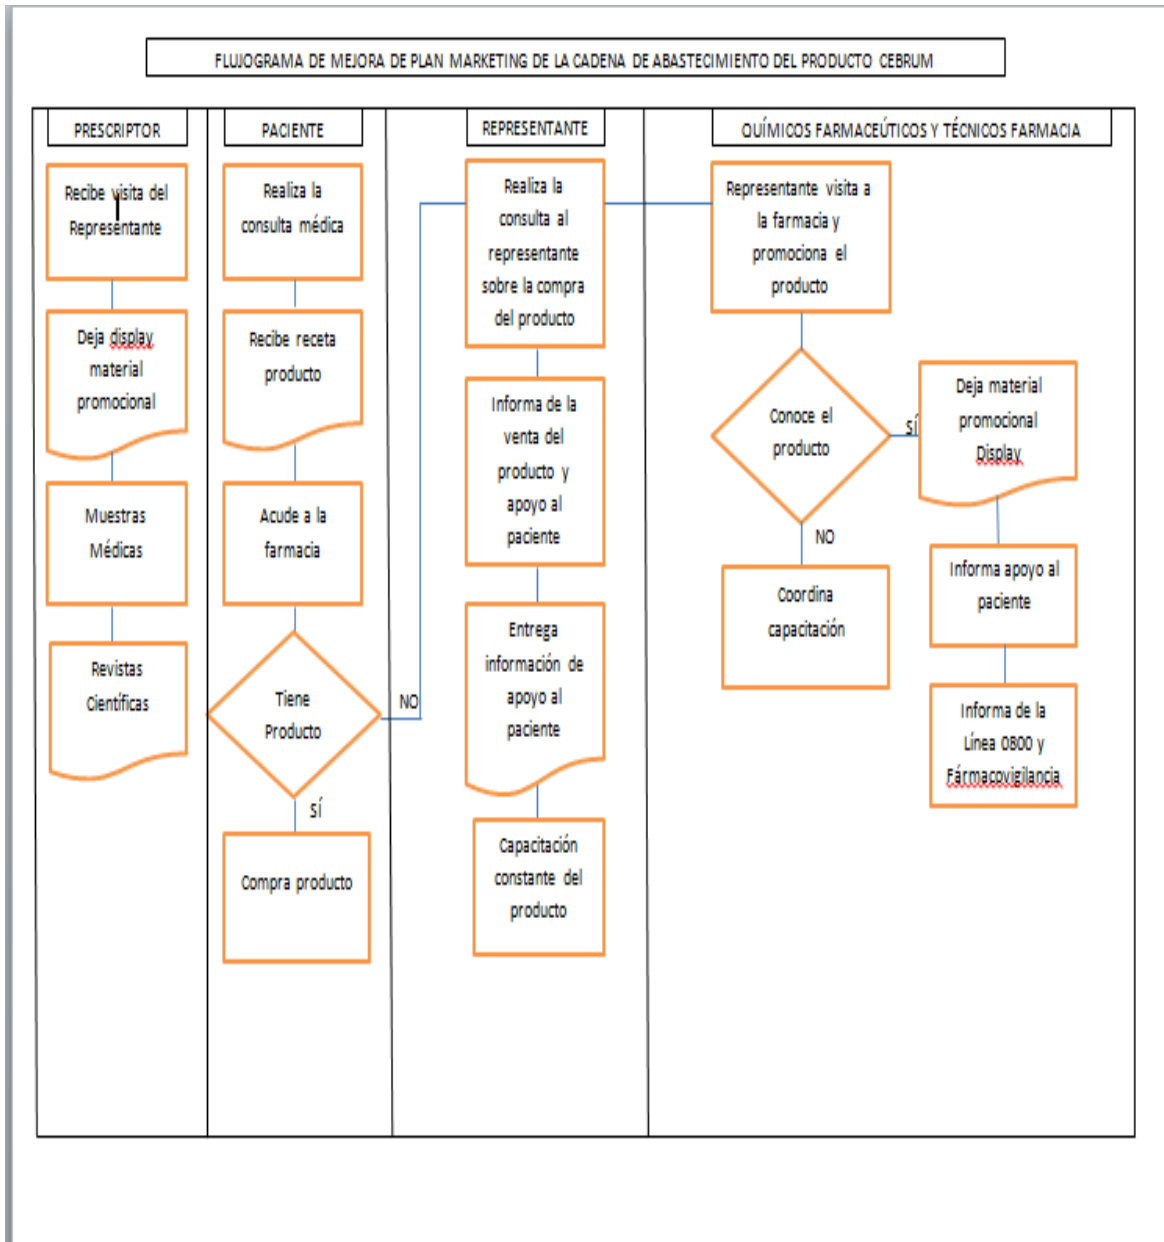 FLUJOGRAMA DE MEJORA DE PLAN MARKETING DE LA CADENA DE ABASTECIMIENTO DEL PRODUCTO CEBRUM
PRESCRIPTOR
Recibe visita del
Representante
Deja display
material
promocional
Muestras
Médicas
Revistas
Científicas
PACIENTE
Realiza la
consulta médica
Recibe receta
producto
Acude a la
farmacia
Tiene
Producto
NO
SÍ
Compra producto
REPRESENTANTE
Realiza la
consulta al
representante
sobre la compra
del producto
Informa de la
venta del
producto y
apoyo al
paciente
Entrega
información de
apoyo al
paciente
Capacitación
constante del
producto
QUÍMICOS FARMACEÚTICOS Y TÉCNICOS FARMACIA
Representante visita a
la farmacia y
promociona el
producto
Conoce el
producto
SÍ
NO
Coordina
capacitación
Deja material
promocional
Display
Informa apoyo al
paciente
Informa de la
Línea 0800 y
Fármacovigilancia